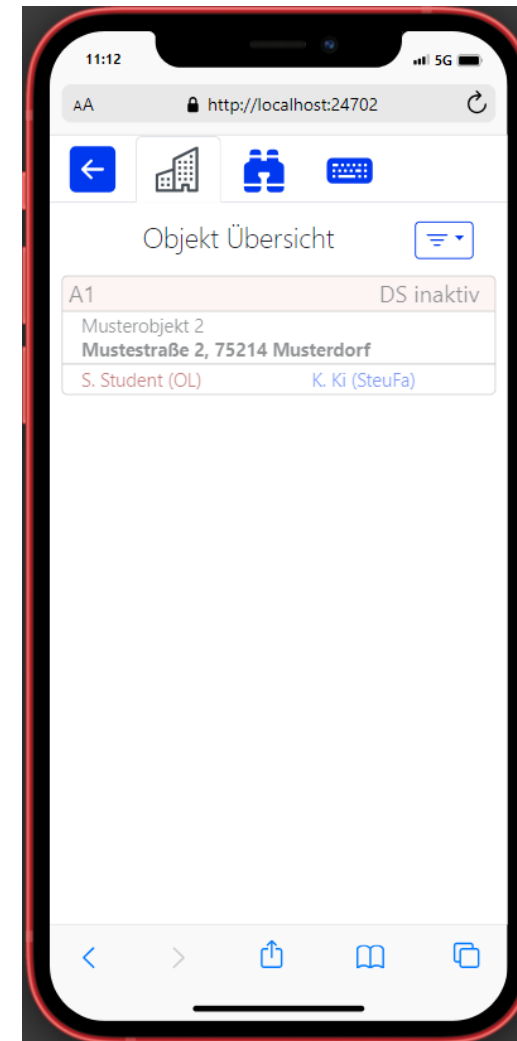 11:12 5G
AA http://localhost:24702
Objekt Übersicht
A1 DS inaktiv
Musterobjekt 2
Mustestraße 2, 75214 Musterdorf
S. Student (OL) K. Ki (SteuFa)